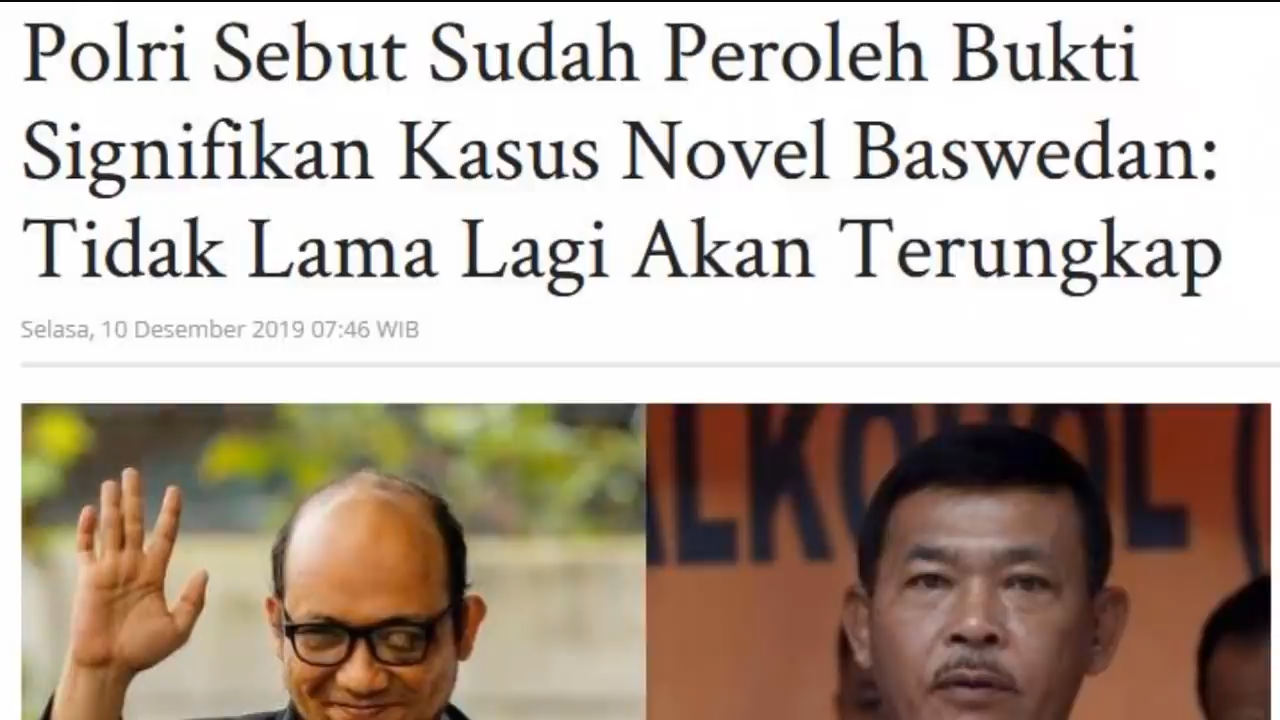 Polri Sebut Sudah Peroleh Bukti
Signifikan Kasus Novel Baswedan:
Tidak Lama Lagi Akan Terungkap
Selasa, 10 Desember 2019 07:46 WIB